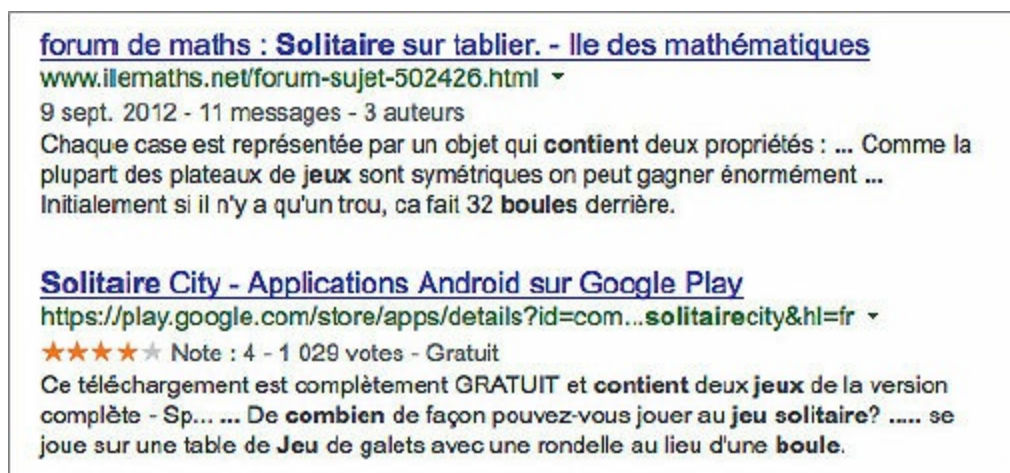 forum de maths : Solitaire sur tablier. - Ile des mathématiques
www.ilemaths.net/forum-sujet-502426.html
9 sept. 2012 - 11 messages - 3 auteurs
Chaque case est représentée par un objet qui contient deux propriétés : ... Comme la
plupart des plateaux de jeux sont symétriques on peut gagner énormément ...
Initialement si il n'y a qu'un trou, ca fait 32 boules derrière.
Solitaire City - Applications Android sur Google Play
https://play.google.com/store/apps/details?id=com...solitairecity&hl=fr
Note : 4 - 1 029 votes - Gratuit
Ce téléchargement est complètement GRATUIT et contient deux jeux de la version
complète - Sp... ... De combien de façon pouvez-vous jouer au jeu solitaire? ..... se
joue sur une table de Jeu de galets avec une rondelle au lieu d'une boule.